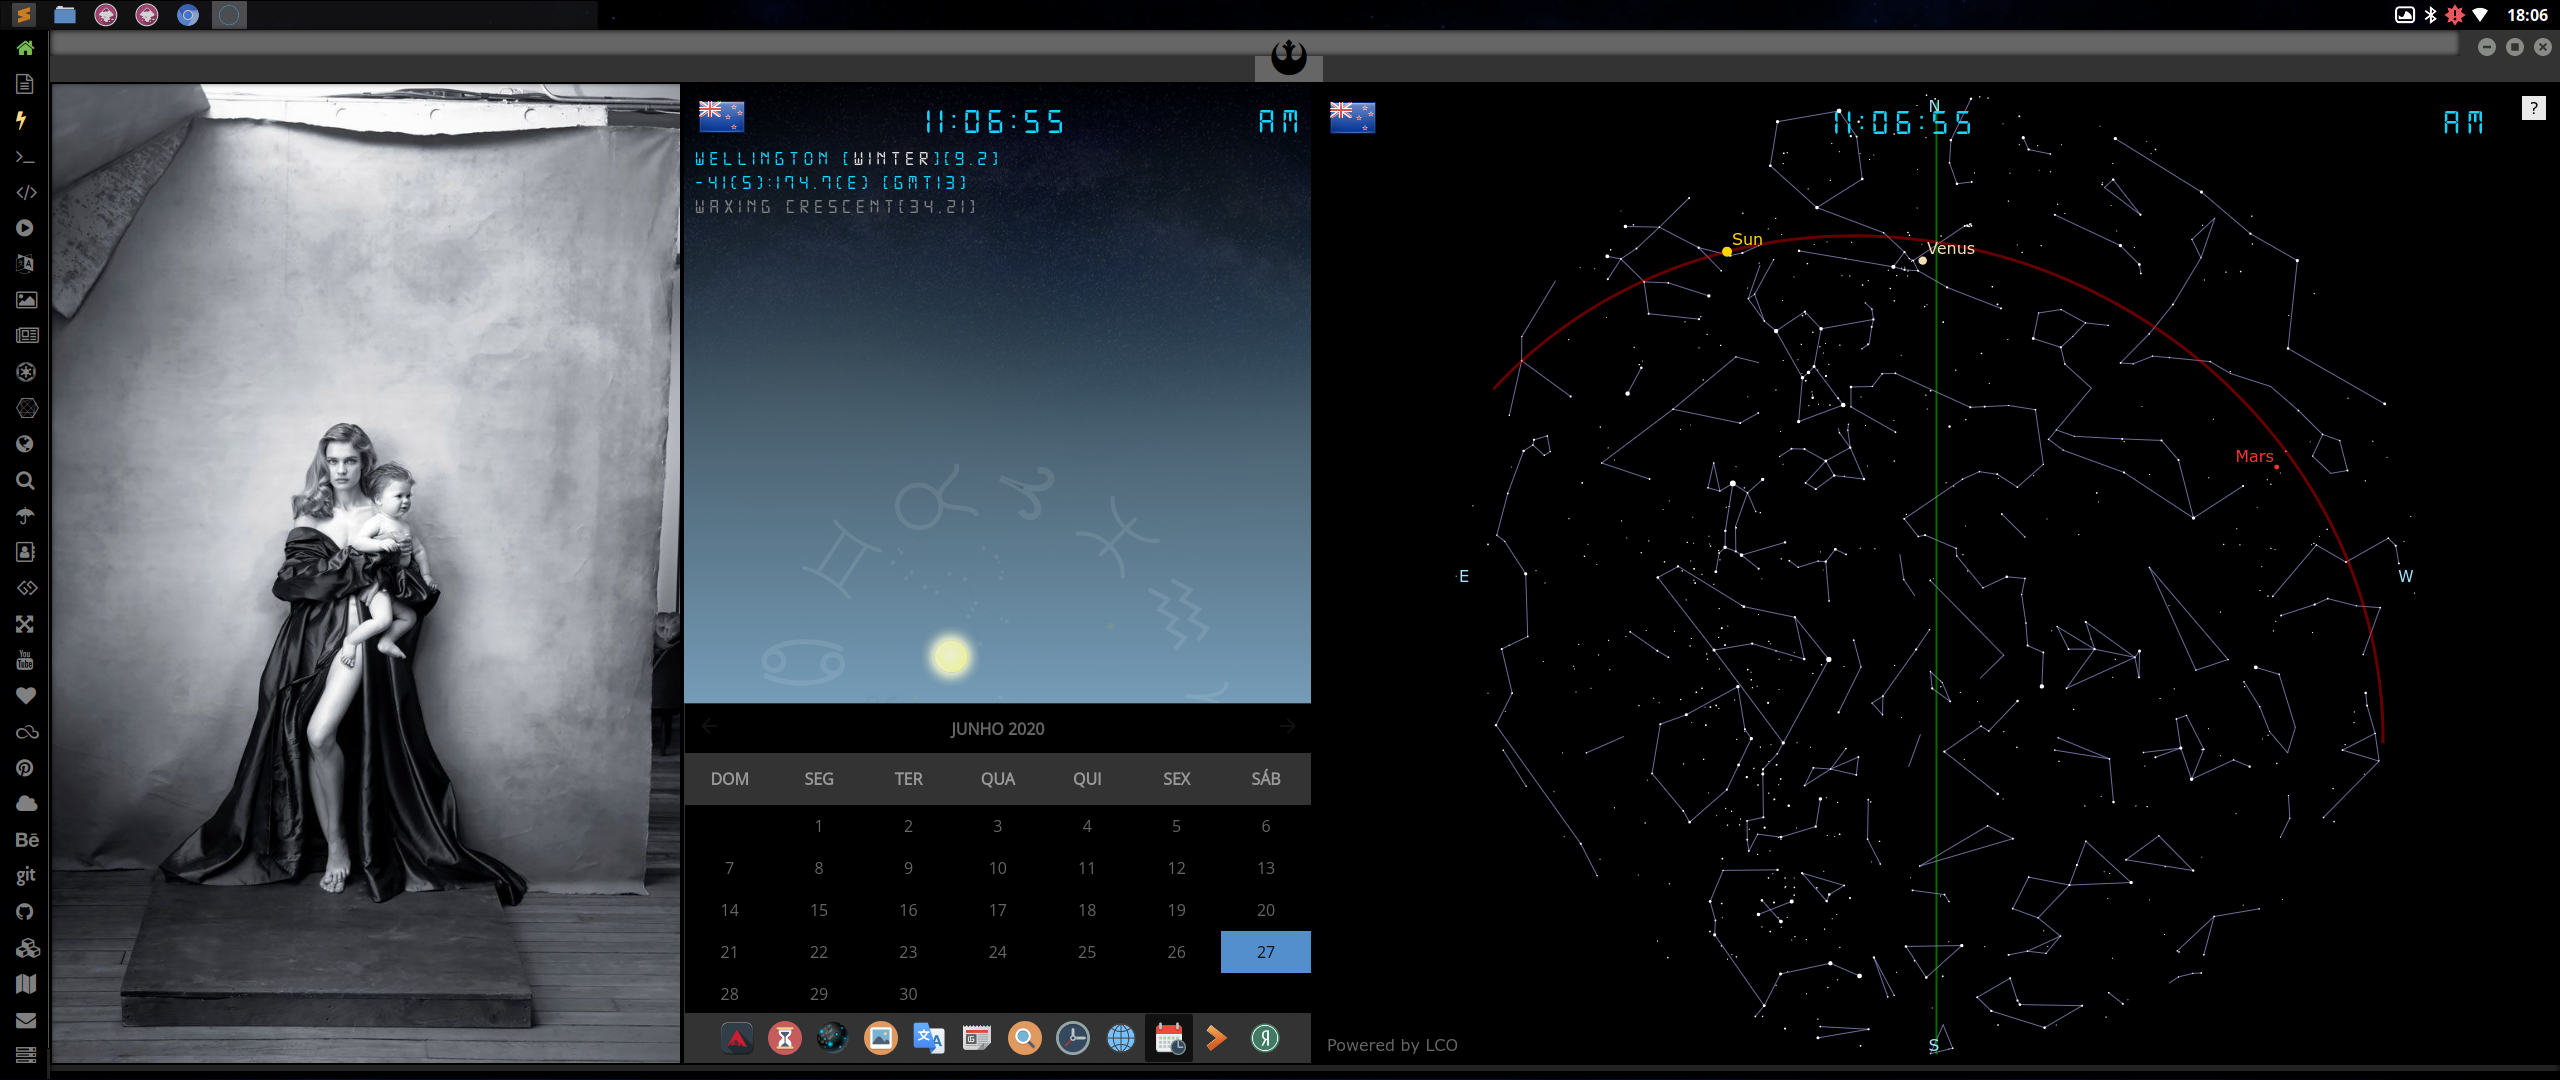 18:06
11:06:55 AM
WELLINGTON [WINTER][9.2]
-41(S):174.7(E) [GMT13]
WAXING CRESCENT[34.21]
JUNHO 2020
DOM SEG TER QUA QUI SEX SÁB
1 2 3 4 5 6
7 8 9 10 11 12 13
14 15 16 17 18 19 20
21 22 23 24 25 26 27
28 29 30
11:06:55 AM
?
N
Sun
Venus
Mars
E
W
S
Powered by LCO
You
Tube
Bē
git